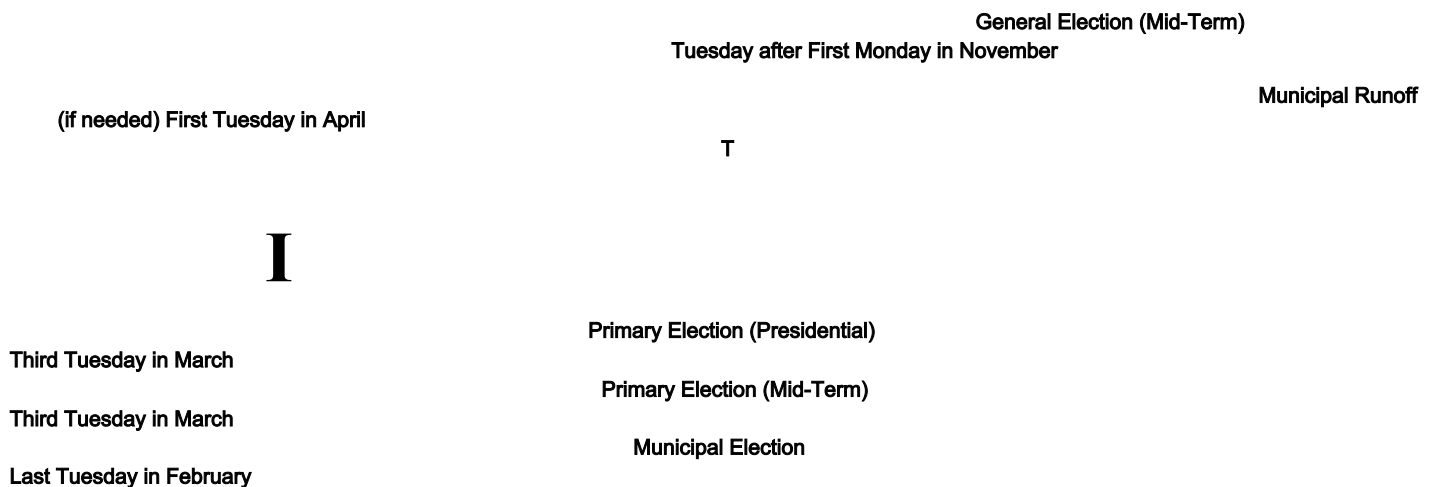 General Election (Mid-Term)
Tuesday after First Monday in November
Municipal Runoff
(if needed) First Tuesday in April
T
I
Primary Election (Presidential)
Third Tuesday in March
Primary Election (Mid-Term)
Third Tuesday in March
Municipal Election
Last Tuesday in February